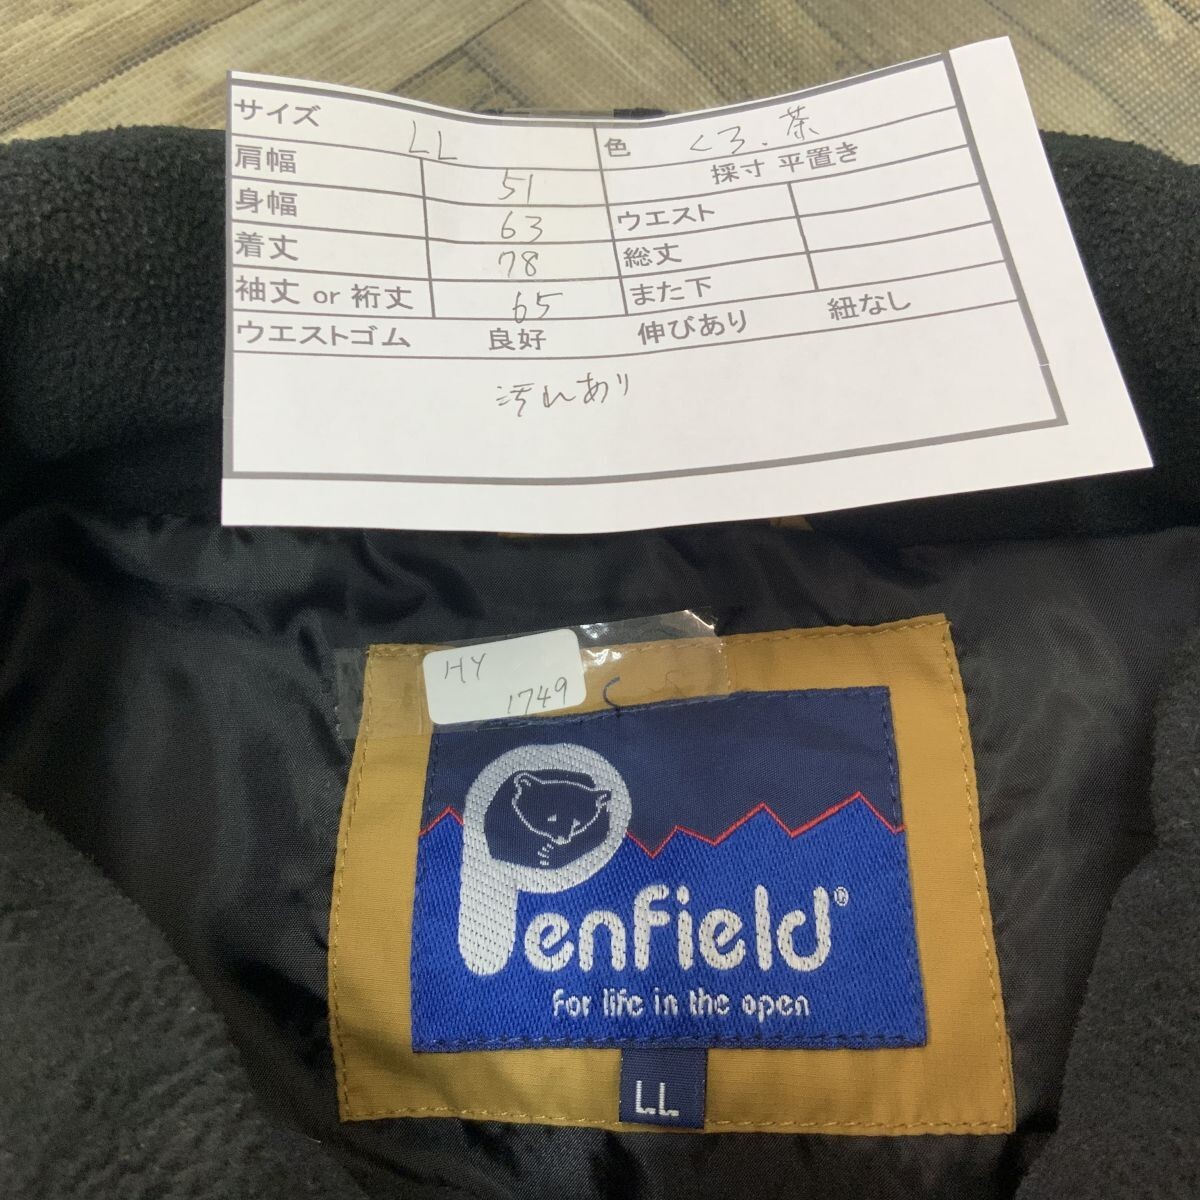 サイズ LL 色 くろ.茶
肩幅 51 採寸 平置き
身幅 63 ウエスト
着丈 78 総丈
袖丈 or 裄丈 65 また下
ウエストゴム 良好 伸びあり 紐なし
汚れあり
HY
1749
Penfield®
for life in the open
LL